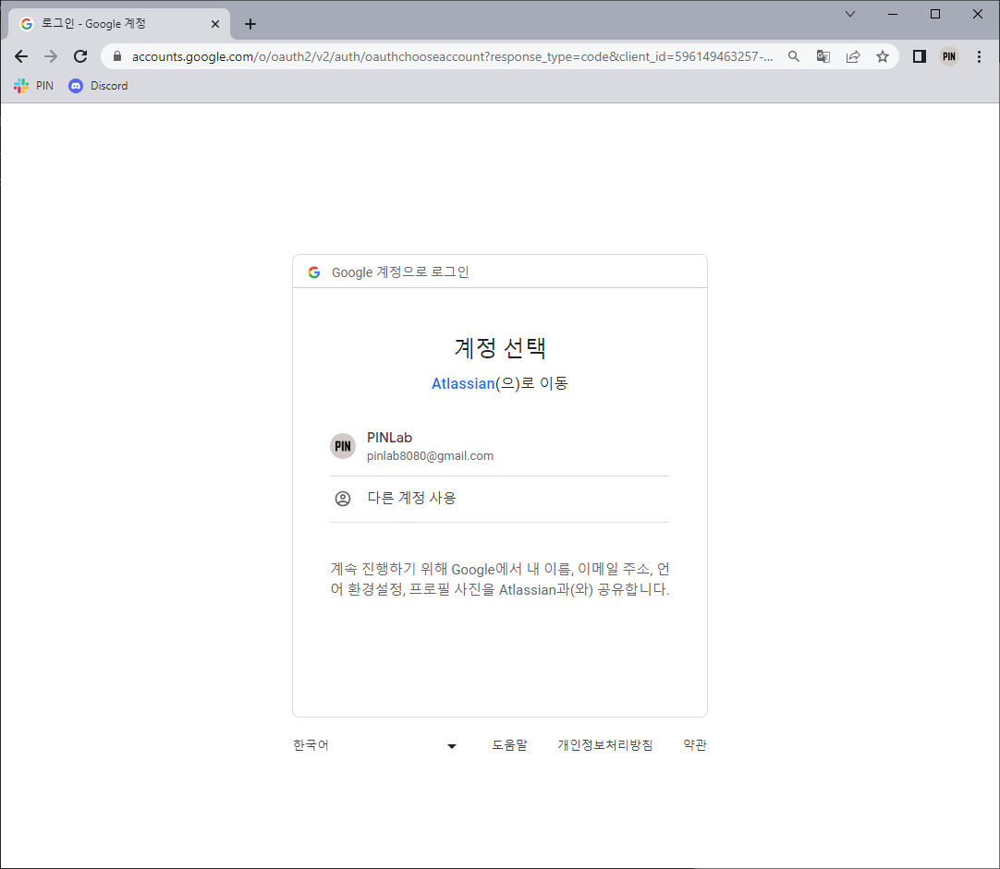 로그인 - Google 계정
accounts.google.com/o/oauth2/v2/auth/oauthchooseaccount?response_type=code&client_id=596149463257-...
PIN
PIN
Discord
Google 계정으로 로그인
계정 선택
Atlassian(으)로 이동
PIN
PINLab
pinlab8080@gmail.com
다른 계정 사용
계속 진행하기 위해 Google에서 내 이름, 이메일 주소, 언
어 환경설정, 프로필 사진을 Atlassian과(와) 공유합니다.
한국어
도움말
개인정보처리방침
약관